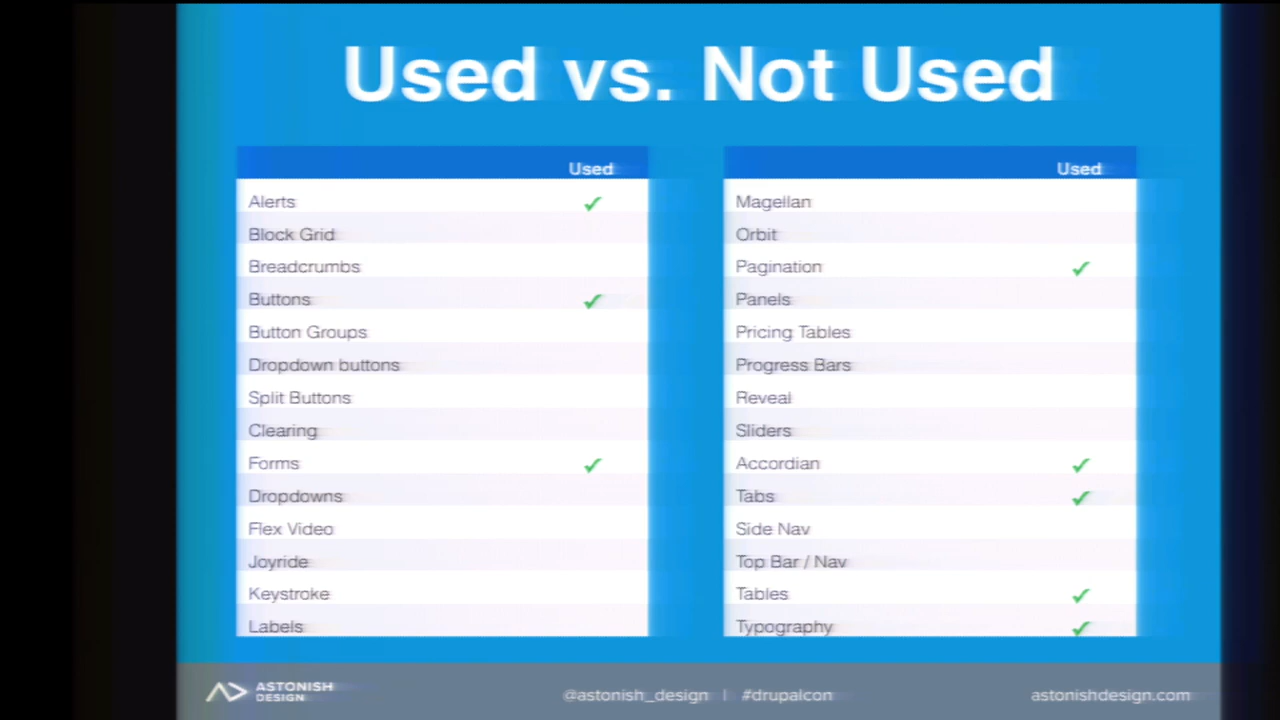 Used vs. Not Used
Used
Alerts ✓
Block Grid
Breadcrumbs
Buttons ✓
Button Groups
Dropdown buttons
Split Buttons
Clearing
Forms ✓
Dropdowns
Flex Video
Joyride
Keystroke
Labels
Used
Magellan
Orbit
Pagination ✓
Panels
Pricing Tables
Progress Bars
Reveal
Sliders
Accordian ✓
Tabs ✓
Side Nav
Top Bar / Nav
Tables ✓
Typography ✓
ASTONISH
DESIGN
@astonish_design | #drupalcon
astonishdesign.com